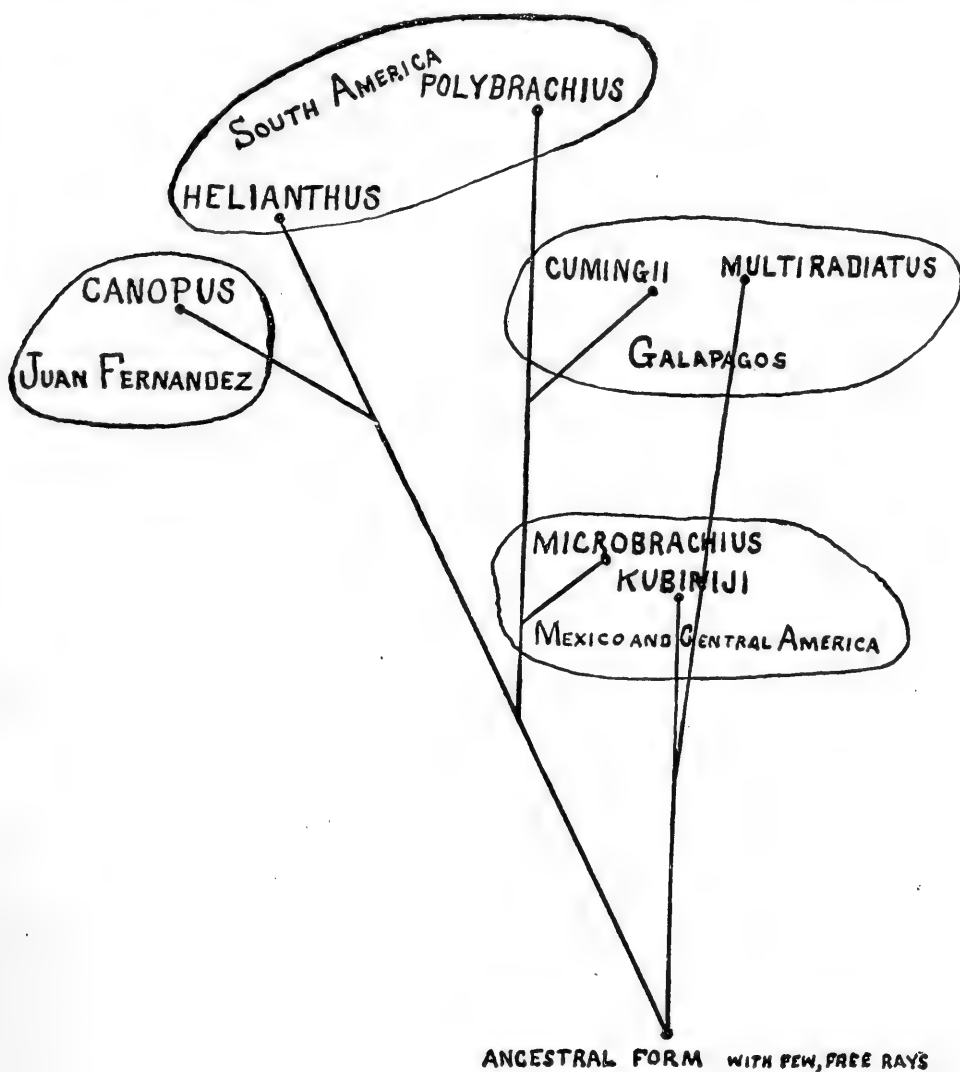 SOUTH AMERICA
POLYBRACHIUS
HELIANTHUS
CANOPUS
JUAN FERNANDEZ
CUMINGII
MULTIRADIATUS
GALAPAGOS
MICROBRACHIUS
KUBINIJI
MEXICO AND CENTRAL AMERICA
ANCESTRAL FORM WITH FEW, FREE RAYS